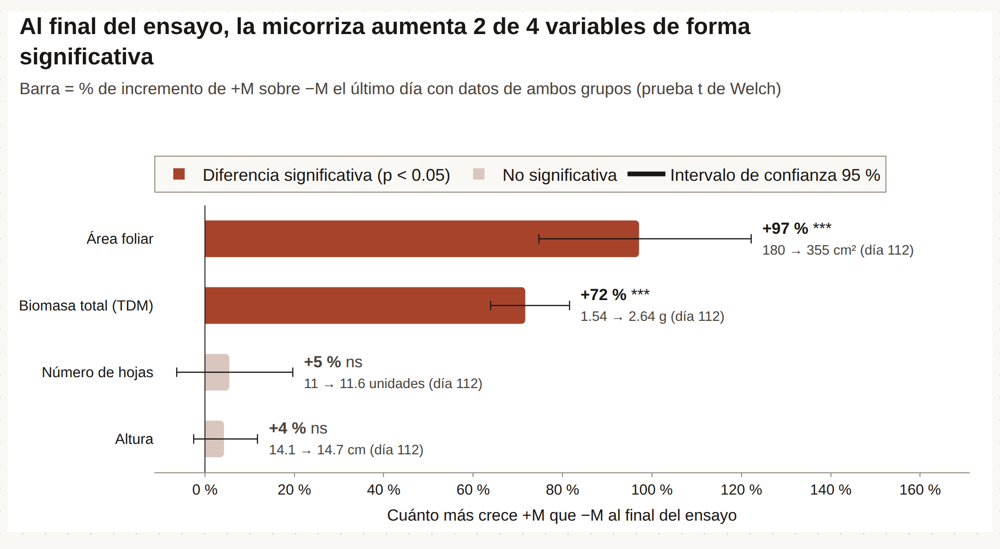 Al final del ensayo, la micorriza aumenta 2 de 4 variables de forma
significativa
Barra = % de incremento de +M sobre −M el último día con datos de ambos grupos (prueba t de Welch)
Diferencia significativa (p < 0.05) No significativa Intervalo de confianza 95 %
Área foliar
+97 % ***
180 → 355 cm² (día 112)
Biomasa total (TDM)
+72 % ***
1.54 → 2.64 g (día 112)
Número de hojas
+5 % ns
11 → 11.6 unidades (día 112)
Altura
+4 % ns
14.1 → 14.7 cm (día 112)
0 % 20 % 40 % 60 % 80 % 100 % 120 % 140 % 160 %
Cuánto más crece +M que −M al final del ensayo